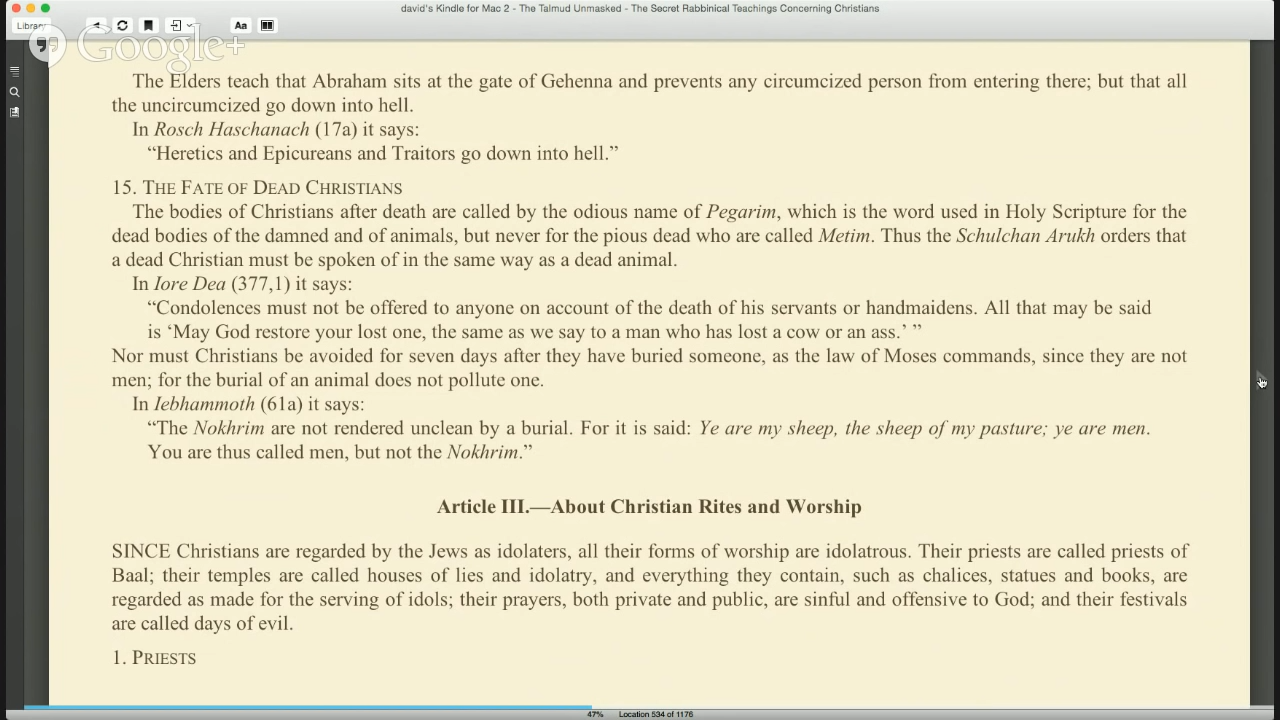 david's Kindle for Mac 2 - The Talmud Unmasked - The Secret Rabbinical Teachings Concerning Christians
Library
Aa
Google+
The Elders teach that Abraham sits at the gate of Gehenna and prevents any circumcized person from entering there; but that all
the uncircumcized go down into hell.
In Rosch Haschanach (17a) it says:
“Heretics and Epicureans and Traitors go down into hell.”
15. THE FATE OF DEAD CHRISTIANS
The bodies of Christians after death are called by the odious name of Pegarim, which is the word used in Holy Scripture for the
dead bodies of the damned and of animals, but never for the pious dead who are called Metim. Thus the Schulchan Arukh orders that
a dead Christian must be spoken of in the same way as a dead animal.
In Iore Dea (377,1) it says:
“Condolences must not be offered to anyone on account of the death of his servants or handmaidens. All that may be said
is ‘May God restore your lost one, the same as we say to a man who has lost a cow or an ass.’ ”
Nor must Christians be avoided for seven days after they have buried someone, as the law of Moses commands, since they are not
men; for the burial of an animal does not pollute one.
In Iebhammoth (61a) it says:
“The Nokhrim are not rendered unclean by a burial. For it is said: Ye are my sheep, the sheep of my pasture; ye are men.
You are thus called men, but not the Nokhrim.”
Article III.—About Christian Rites and Worship
SINCE Christians are regarded by the Jews as idolaters, all their forms of worship are idolatrous. Their priests are called priests of
Baal; their temples are called houses of lies and idolatry, and everything they contain, such as chalices, statues and books, are
regarded as made for the serving of idols; their prayers, both private and public, are sinful and offensive to God; and their festivals
are called days of evil.
1. PRIESTS
47% Location 534 of 1176